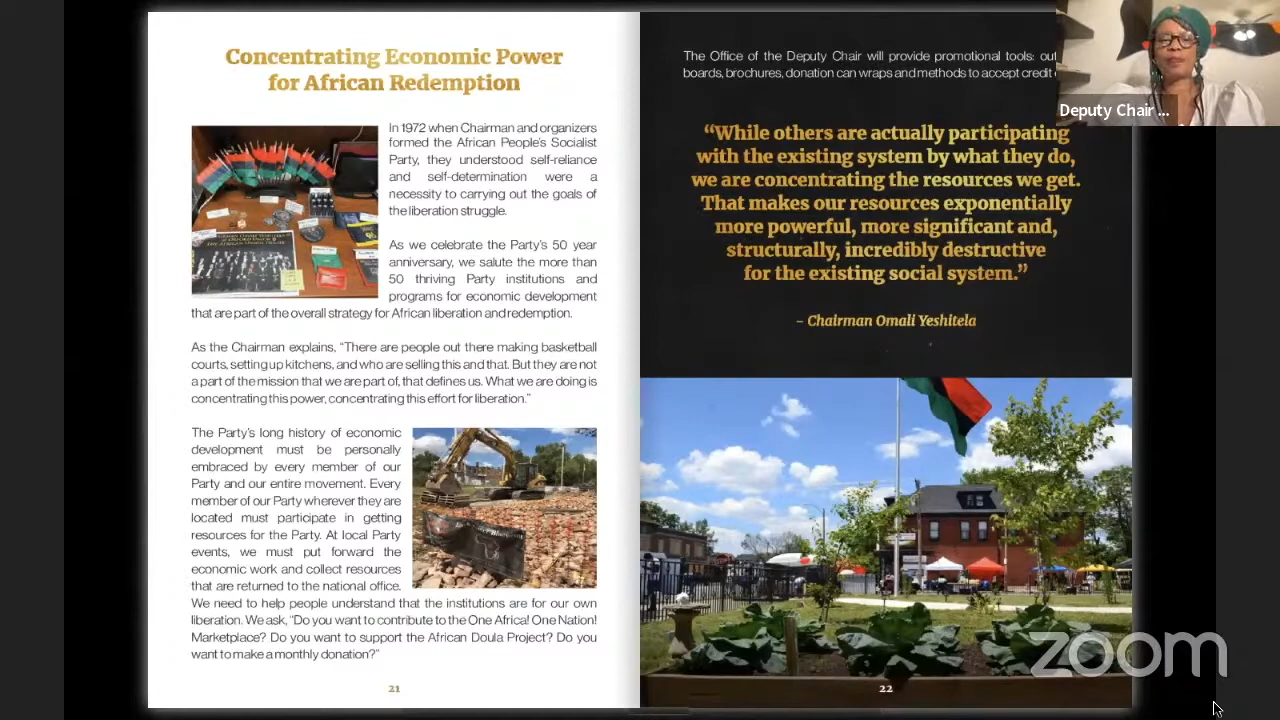 Concentrating Economic Power
for African Redemption
In 1972 when Chairman and organizers
formed the African People's Socialist
Party, they understood self-reliance
and self-determination were a
necessity to carrying out the goals of
the liberation struggle.
As we celebrate the Party's 50 year
anniversary, we salute the more than
50 thriving Party institutions and
programs for economic development
that are part of the overall strategy for African liberation and redemption.
As the Chairman explains, “There are people out there making basketball
courts, setting up kitchens, and who are selling this and that. But they are not
a part of the mission that we are part of, that defines us. What we are doing is
concentrating this power, concentrating this effort for liberation.”
The Party's long history of economic
development must be personally
embraced by every member of our
Party and our entire movement. Every
member of our Party wherever they are
located must participate in getting
resources for the Party. At local Party
events, we must put forward the
economic work and collect resources
that are returned to the national office.
We need to help people understand that the institutions are for our own
liberation. We ask, “Do you want to contribute to the One Africa! One Nation!
Marketplace? Do you want to support the African Doula Project? Do you
want to make a monthly donation?”
21
The Office of the Deputy Chair will provide promotional tools: out
boards, brochures, donation can wraps and methods to accept credit
“While others are actually participating
with the existing system by what they do,
we are concentrating the resources we get.
That makes our resources exponentially
more powerful, more significant and,
structurally, incredibly destructive
for the existing social system.”
– Chairman Omali Yeshitela
22
Deputy Chair ...
zoom